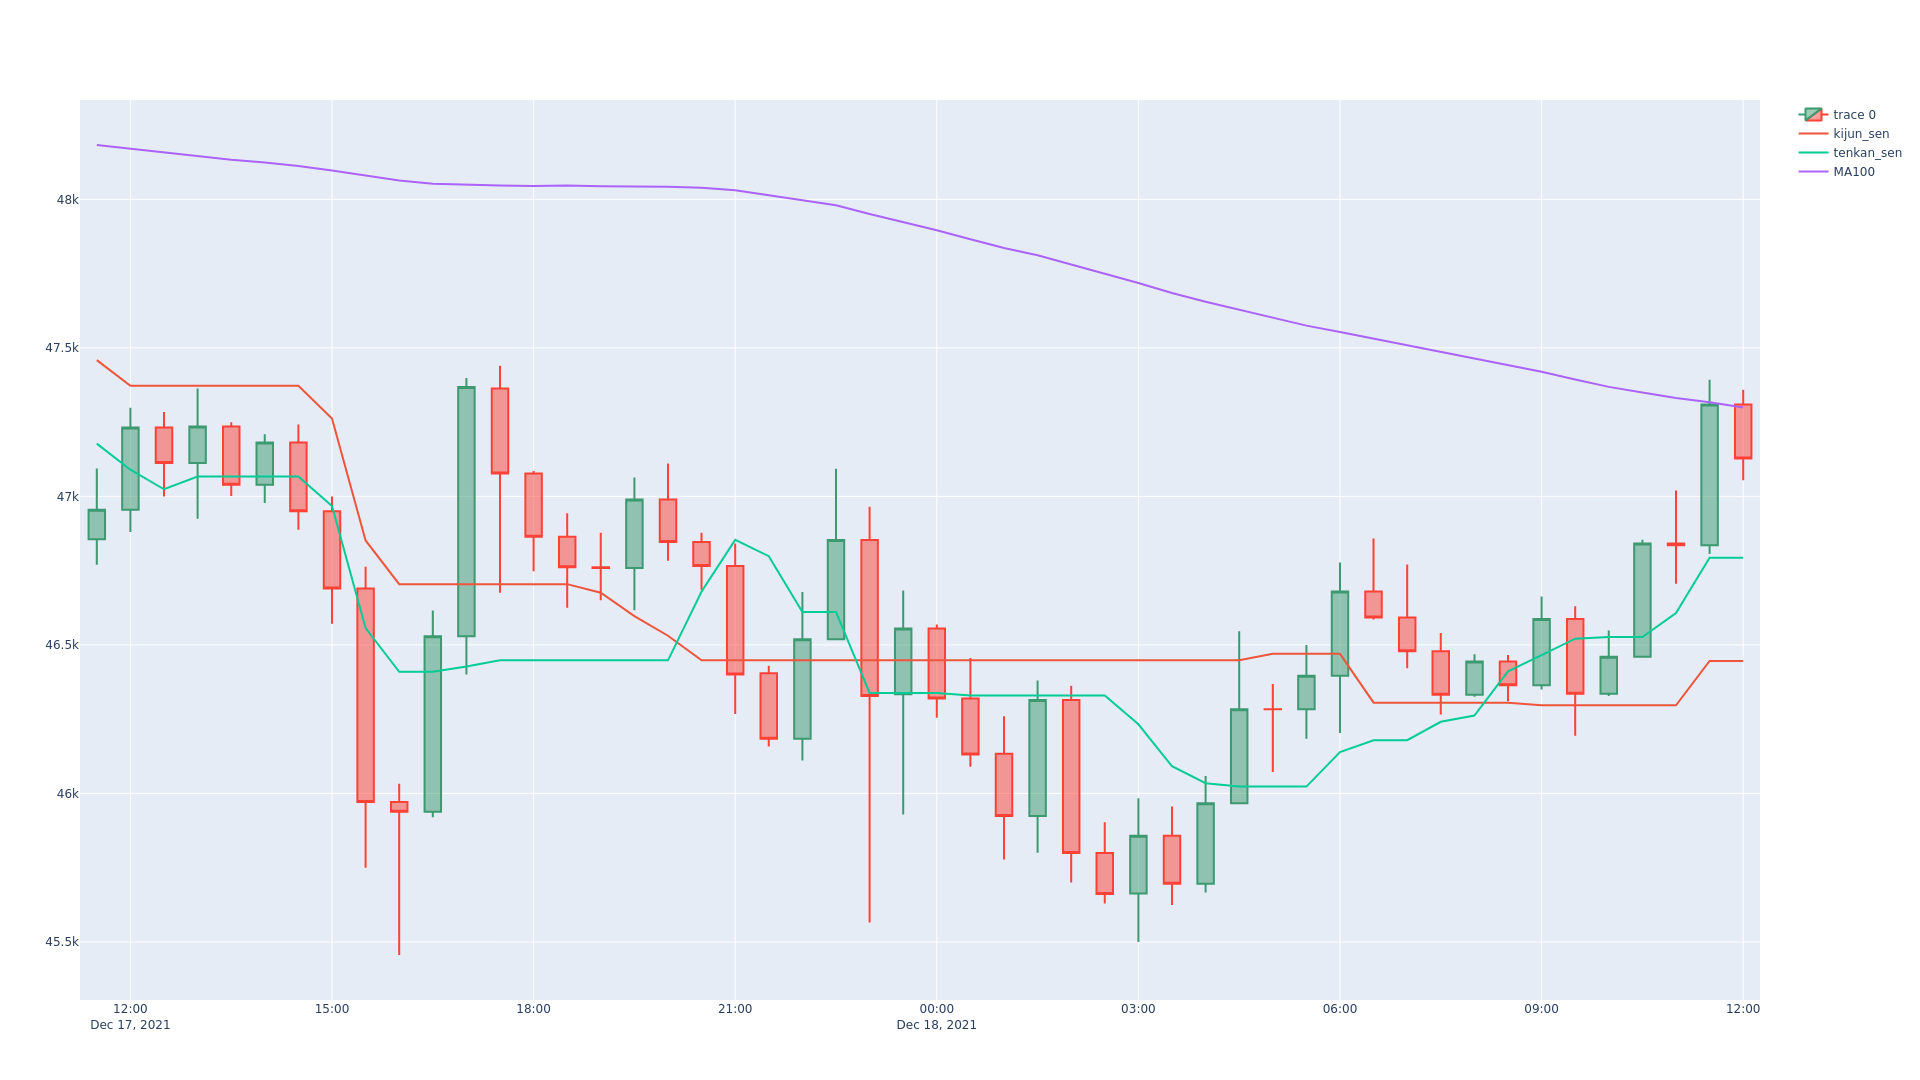 trace 0
kijun_sen
tenkan_sen
MA100
48k
47.5k
47k
46.5k
46k
45.5k
12:00 15:00 18:00 21:00 00:00 03:00 06:00 09:00 12:00
Dec 17, 2021 Dec 18, 2021